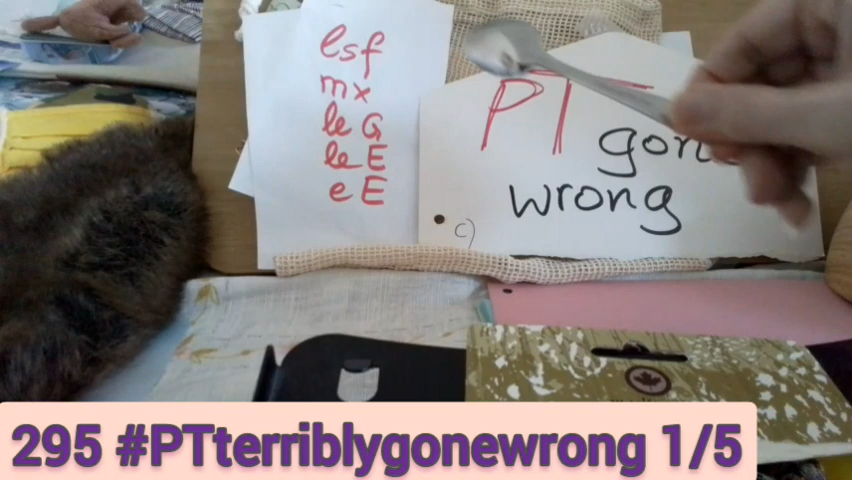 lsf
mx
le G
le E
e E
PT
gon
wrong
c)
295 #PTterriblygonewrong 1/5